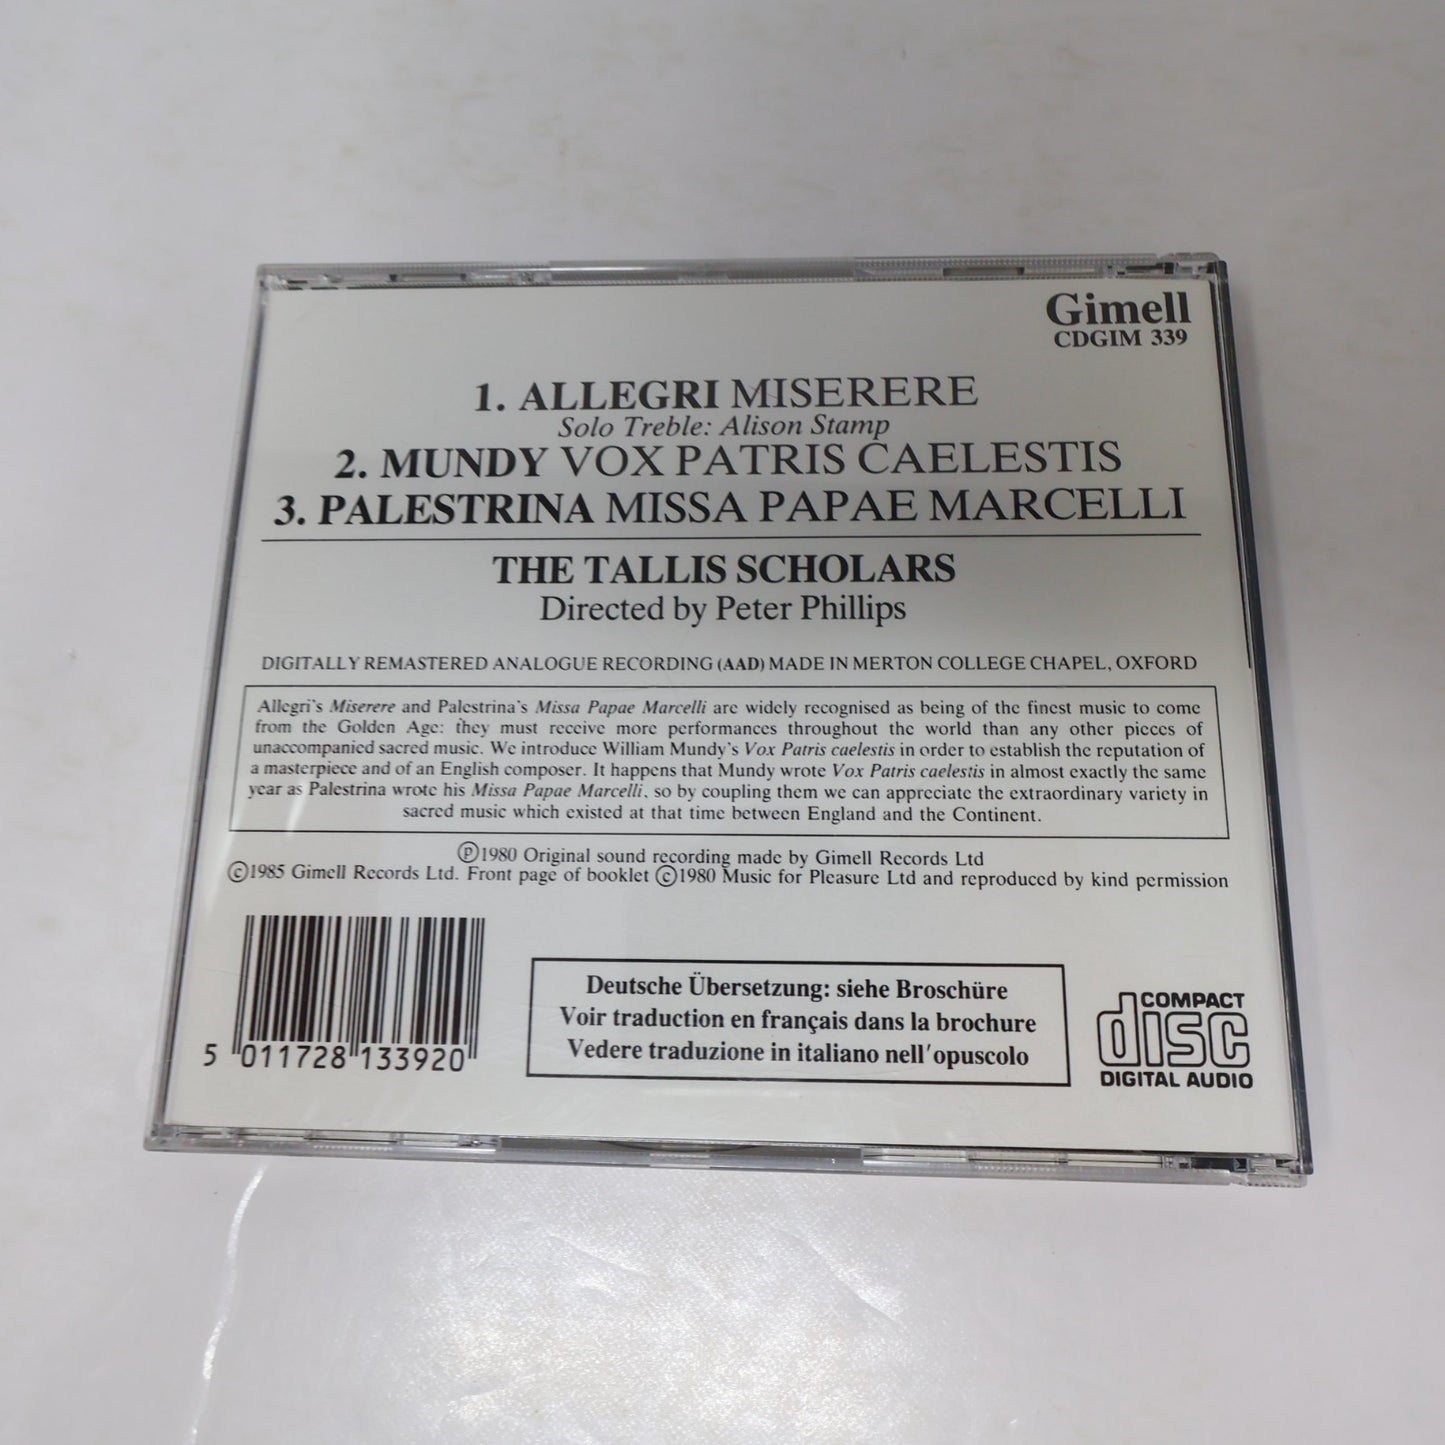 Gimell
CDGIM 339
1. ALLEGRI MISERERE
Solo Treble: Alison Stamp
2. MUNDY VOX PATRIS CAELESTIS
3. PALESTRINA MISSA PAPAE MARCELLI
THE TALLIS SCHOLARS
Directed by Peter Phillips
DIGITALLY REMASTERED ANALOGUE RECORDING (AAD) MADE IN MERTON COLLEGE CHAPEL, OXFORD
Allegri's Miserere and Palestrina's Missa Papae Marcelli are widely recognised as being of the finest music to come
from the Golden Age: they must receive more performances throughout the world than any other pieces of
unaccompanied sacred music. We introduce William Mundy's Vox Patris caelestis in order to establish the reputation of
a masterpiece and of an English composer. It happens that Mundy wrote Vox Patris caelestis in almost exactly the same
year as Palestrina wrote his Missa Papae Marcelli, so by coupling them we can appreciate the extraordinary variety in
sacred music which existed at that time between England and the Continent.
℗1980 Original sound recording made by Gimell Records Ltd
©1985 Gimell Records Ltd. Front page of booklet ©1980 Music for Pleasure Ltd and reproduced by kind permission
5 011728 133920
Deutsche Übersetzung: siehe Broschüre
Voir traduction en français dans la brochure
Vedere traduzione in italiano nell'opuscolo
COMPACT
disc
DIGITAL AUDIO